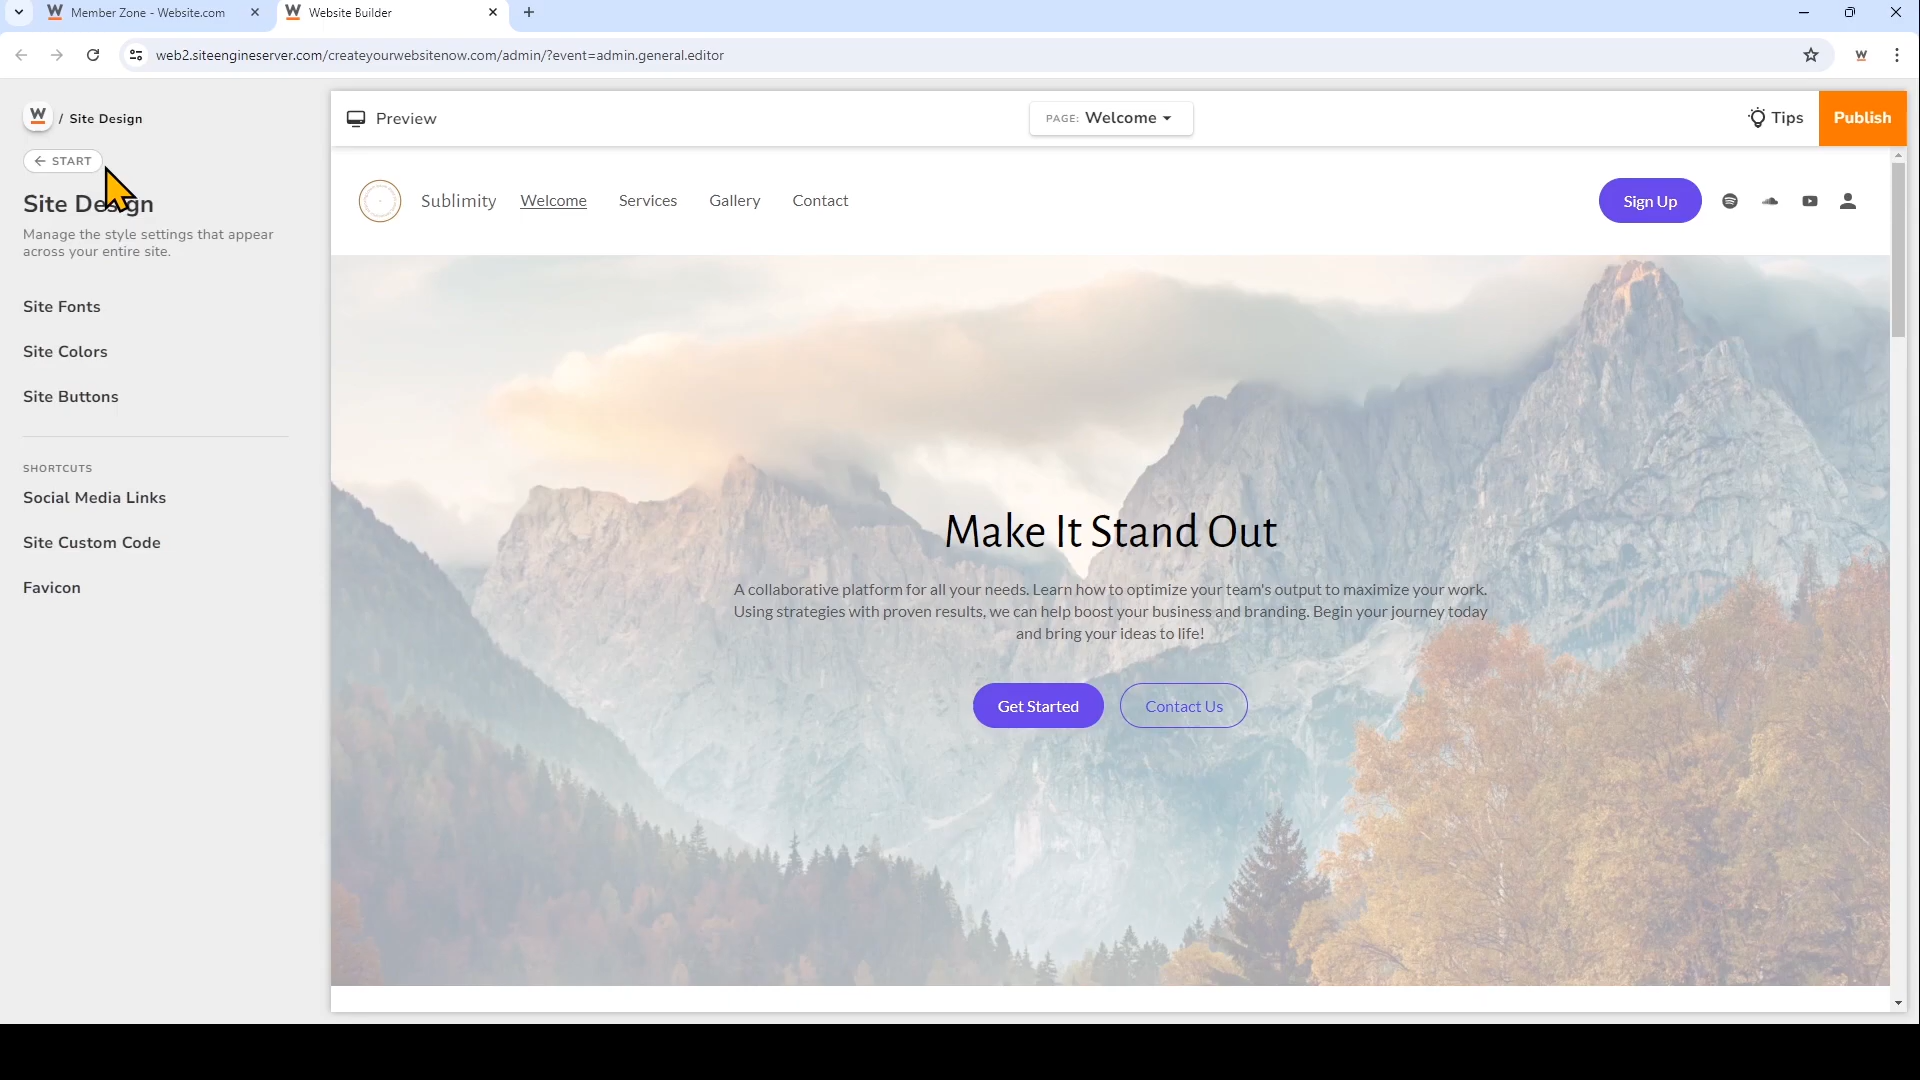 Member Zone - Website.com
Website Builder
web2.siteengineserver.com/createyourwebsitenow.com/admin/?event=admin.general.editor
W / Site Design
START
Site Design
Manage the style settings that appear
across your entire site.
Site Fonts
Site Colors
Site Buttons
SHORTCUTS
Social Media Links
Site Custom Code
Favicon
Preview
PAGE: Welcome
Tips
Publish
Sublimity
Welcome
Services
Gallery
Contact
Sign Up
Make It Stand Out
A collaborative platform for all your needs. Learn how to optimize your team's output to maximize your work.
Using strategies with proven results, we can help boost your business and branding. Begin your journey today
and bring your ideas to life!
Get Started
Contact Us